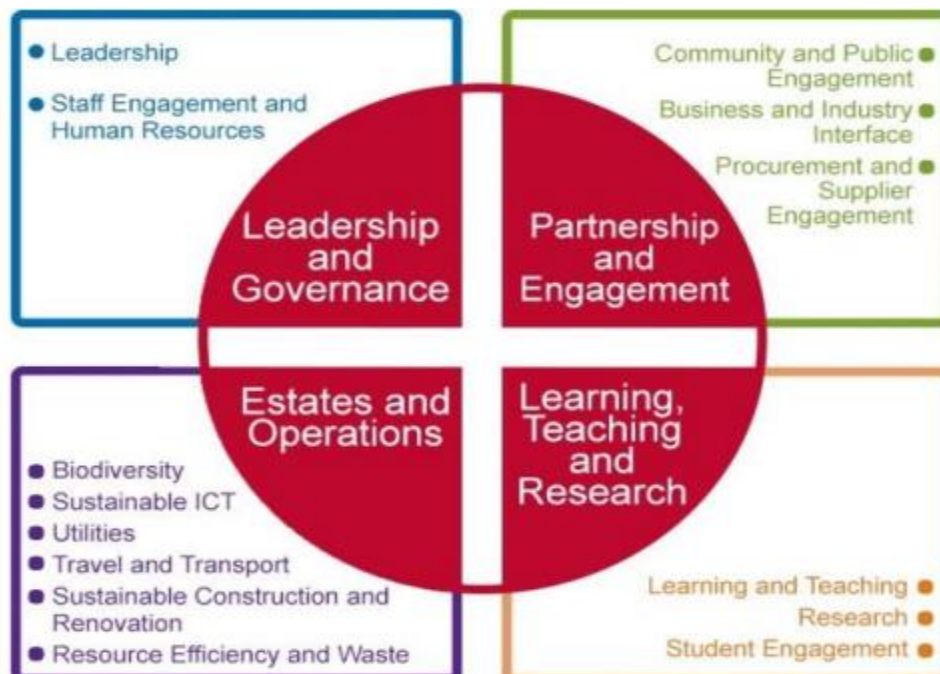 Leadership
Staff Engagement and
Human Resources
Leadership
and
Governance
Community and Public
Engagement
Business and Industry
Interface
Procurement and
Supplier
Engagement
Partnership
and
Engagement
Estates and
Operations
Biodiversity
Sustainable ICT
Utilities
Travel and Transport
Sustainable Construction and
Renovation
Resource Efficiency and Waste
Learning,
Teaching
and
Research
Learning and Teaching
Research
Student Engagement